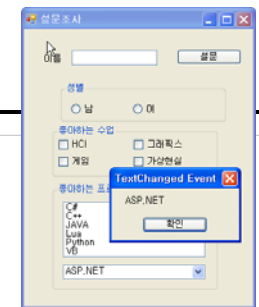 설문조사
이름
설문
성별
남 여
좋아하는 수업
HCI 그래픽스
게임 가상현실
TextChanged Event
ASP.NET
확인
좋아하는 프
C#
C++
JAVA
Lua
Python
VB
ASP.NET